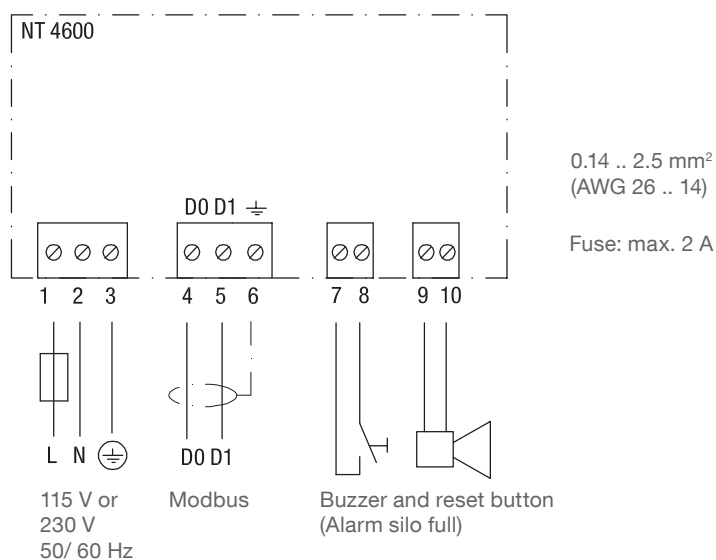 NT 4600
0.14 .. 2.5 mm²
(AWG 26 .. 14)
Fuse: max. 2 A
D0 D1
1 2 3 4 5 6 7 8 9 10
L N D0 D1
115 V or
230 V
50/ 60 Hz
Modbus
Buzzer and reset button
(Alarm silo full)